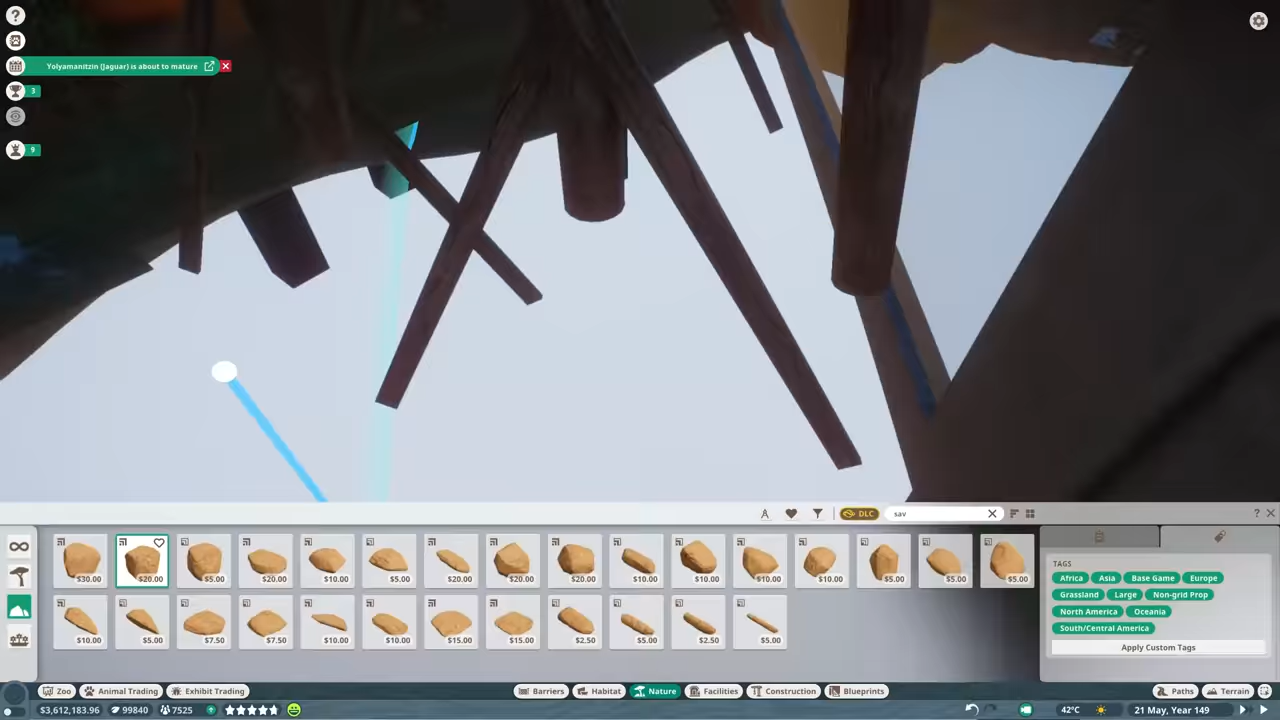 ?
Yolyamanitzin (Jaguar) is about to mature
3
9
DLC
sav
?
$30.00 $20.00 $5.00 $20.00 $10.00 $5.00 $20.00 $20.00 $20.00 $10.00 $10.00 $10.00 $10.00 $5.00 $5.00 $5.00
$10.00 $5.00 $7.50 $7.50 $10.00 $10.00 $15.00 $15.00 $2.50 $5.00 $2.50 $5.00
TAGS
Africa Asia Base Game Europe
Grassland Large Non-grid Prop
North America Oceania
South/Central America
Apply Custom Tags
Zoo Animal Trading Exhibit Trading Barriers Habitat Nature Facilities Construction Blueprints Paths Terrain
$3,612,183.96 99840 7525 42°C 21 May, Year 149